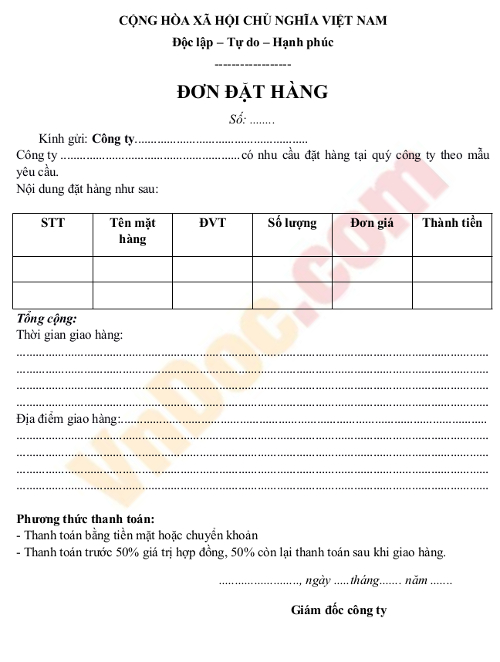 CỘNG HÒA XÃ HỘI CHỦ NGHĨA VIỆT NAM
Độc lập – Tự do – Hạnh phúc
------------------
ĐƠN ĐẶT HÀNG
Số: ........
Kính gửi: Công ty......................................................
Công ty ........................................................có nhu cầu đặt hàng tại quý công ty theo mẫu
yêu cầu.
Nội dung đặt hàng như sau:
STT Tên mặt hàng ĐVT Số lượng Đơn giá Thành tiền
Tổng cộng:
Thời gian giao hàng:
Địa điểm giao hàng:..................................................................
Phương thức thanh toán:
- Thanh toán bằng tiền mặt hoặc chuyển khoản
- Thanh toán trước 50% giá trị hợp đồng, 50% còn lại thanh toán sau khi giao hàng.
........................., ngày .....tháng....... năm .......
Giám đốc công ty
VnDoc.com